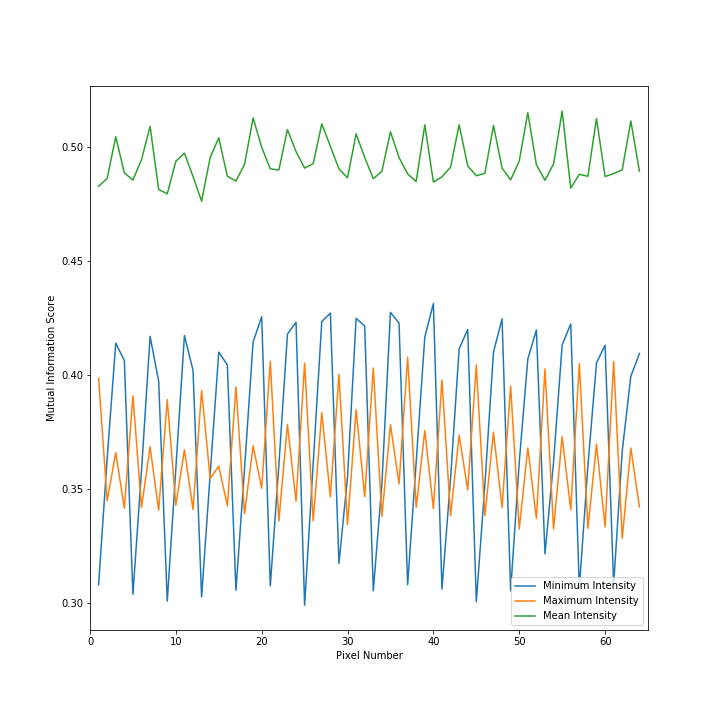 0.50
0.45
0.40
0.35
0.30
Mutual Information Score
0 10 20 30 40 50 60
Pixel Number
Minimum Intensity
Maximum Intensity
Mean Intensity